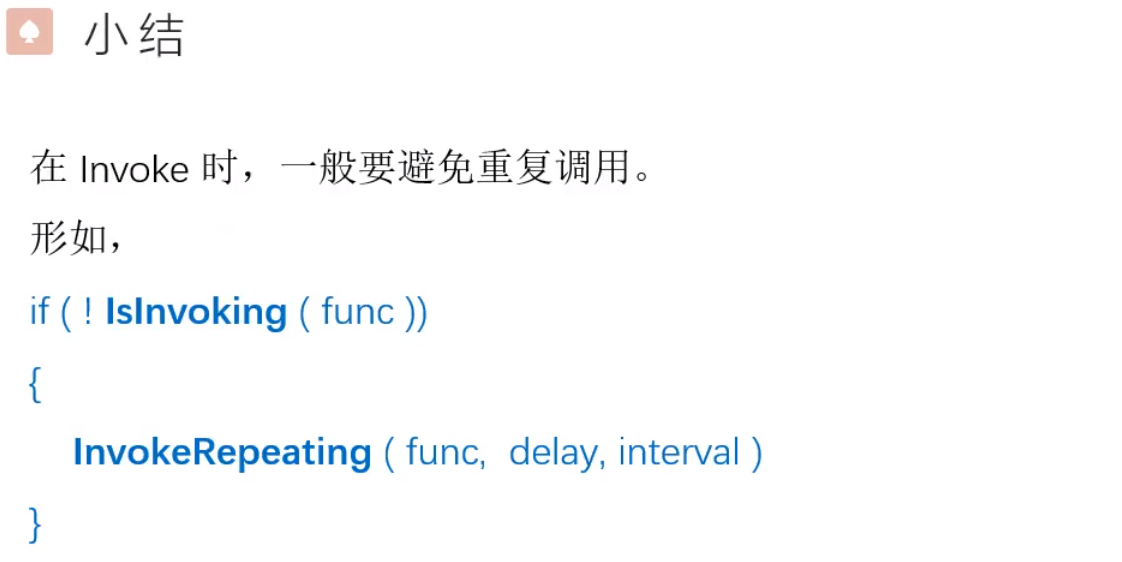 小结
在 Invoke 时，一般要避免重复调用。
形如，
if ( ! IsInvoking ( func ))
{
InvokeRepeating ( func, delay, interval )
}